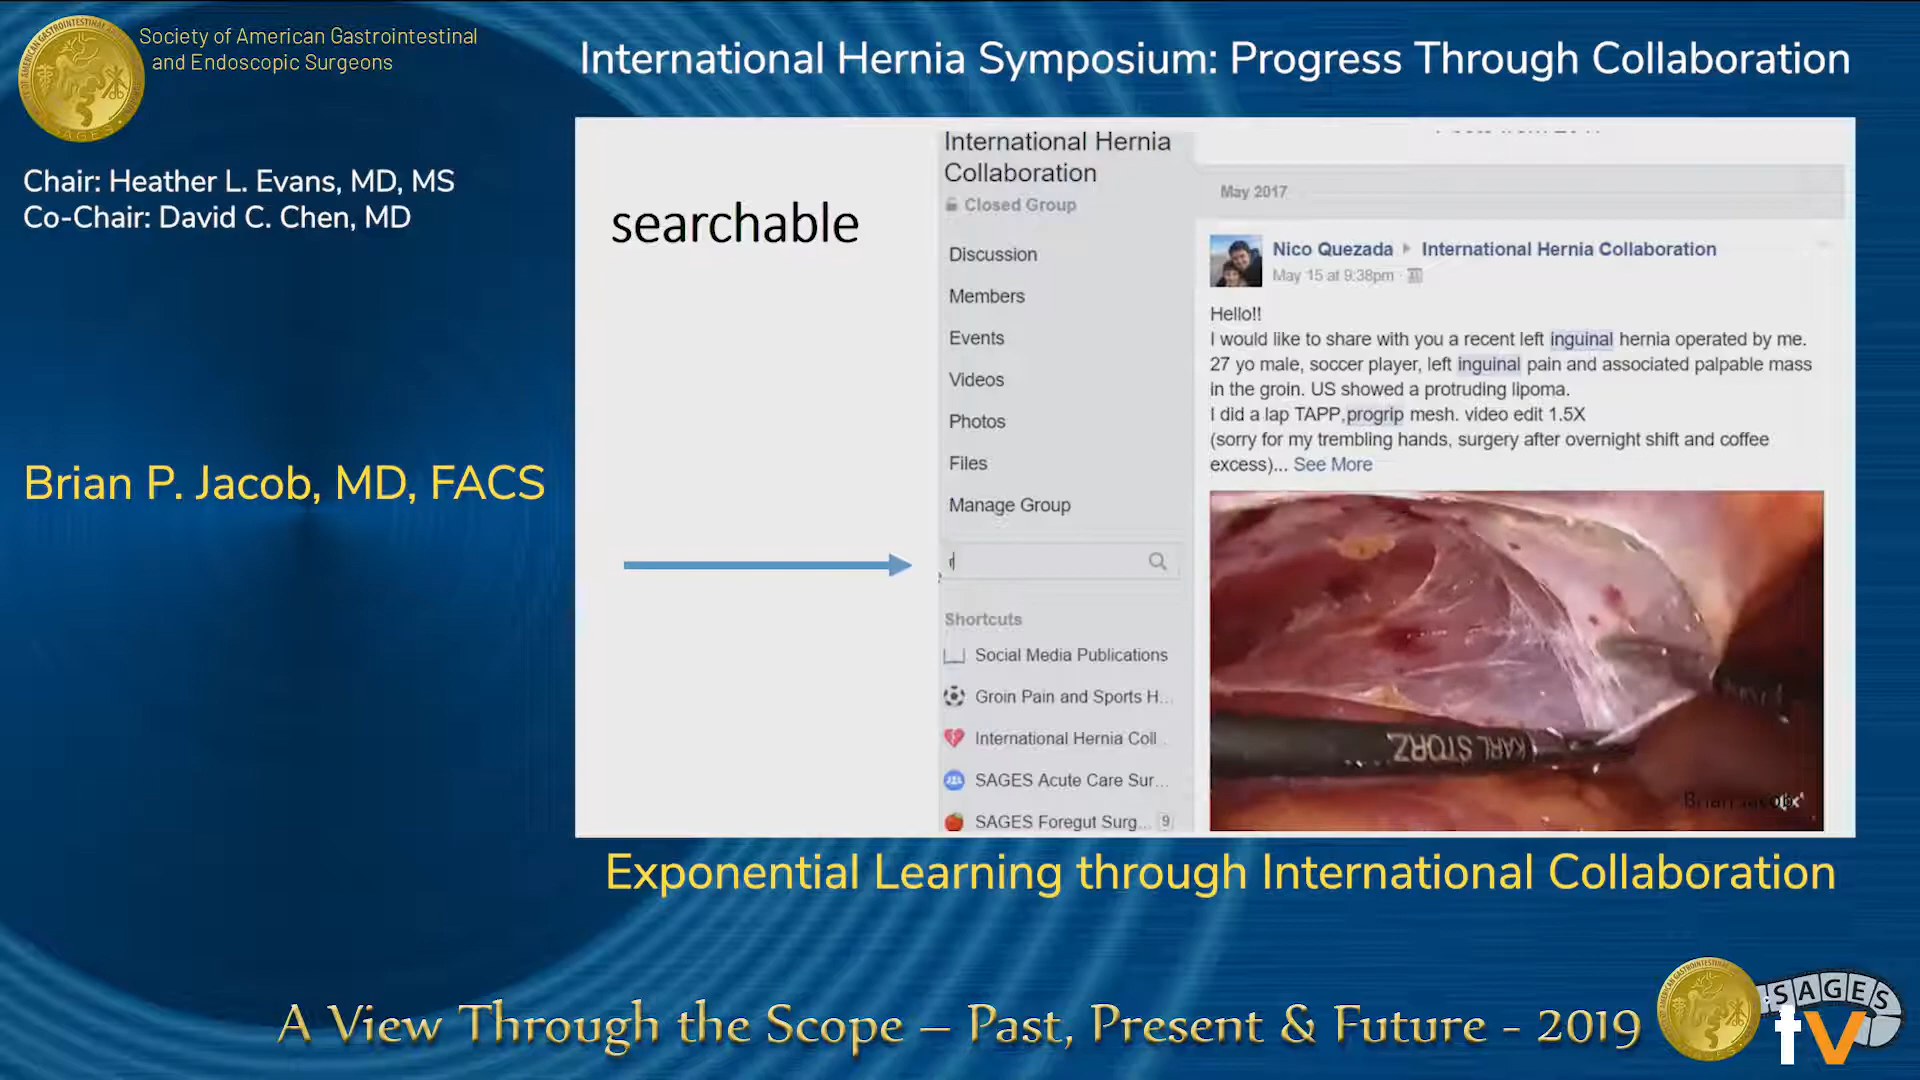 Society of American Gastrointestinal
and Endoscopic Surgeons
International Hernia Symposium: Progress Through Collaboration
Chair: Heather L. Evans, MD, MS
Co-Chair: David C. Chen, MD
Brian P. Jacob, MD, FACS
searchable
International Hernia
Collaboration
Closed Group
Discussion
Members
Events
Videos
Photos
Files
Manage Group
Shortcuts
Social Media Publications
Groin Pain and Sports H...
International Hernia Coll
SAGES Acute Care Sur...
SAGES Foregut Surg... 9
May 2017
Nico Quezada International Hernia Collaboration
May 15 at 9:38pm
Hello!!
I would like to share with you a recent left inguinal hernia operated by me.
27 yo male, soccer player, left inguinal pain and associated palpable mass
in the groin. US showed a protruding lipoma.
I did a lap TAPP,progrip mesh. video edit 1.5X
(sorry for my trembling hands, surgery after overnight shift and coffee
excess)... See More
KARL STORZ
Brian Jacob
Exponential Learning through International Collaboration
A View Through the Scope – Past, Present & Future - 2019
SAGES
tv